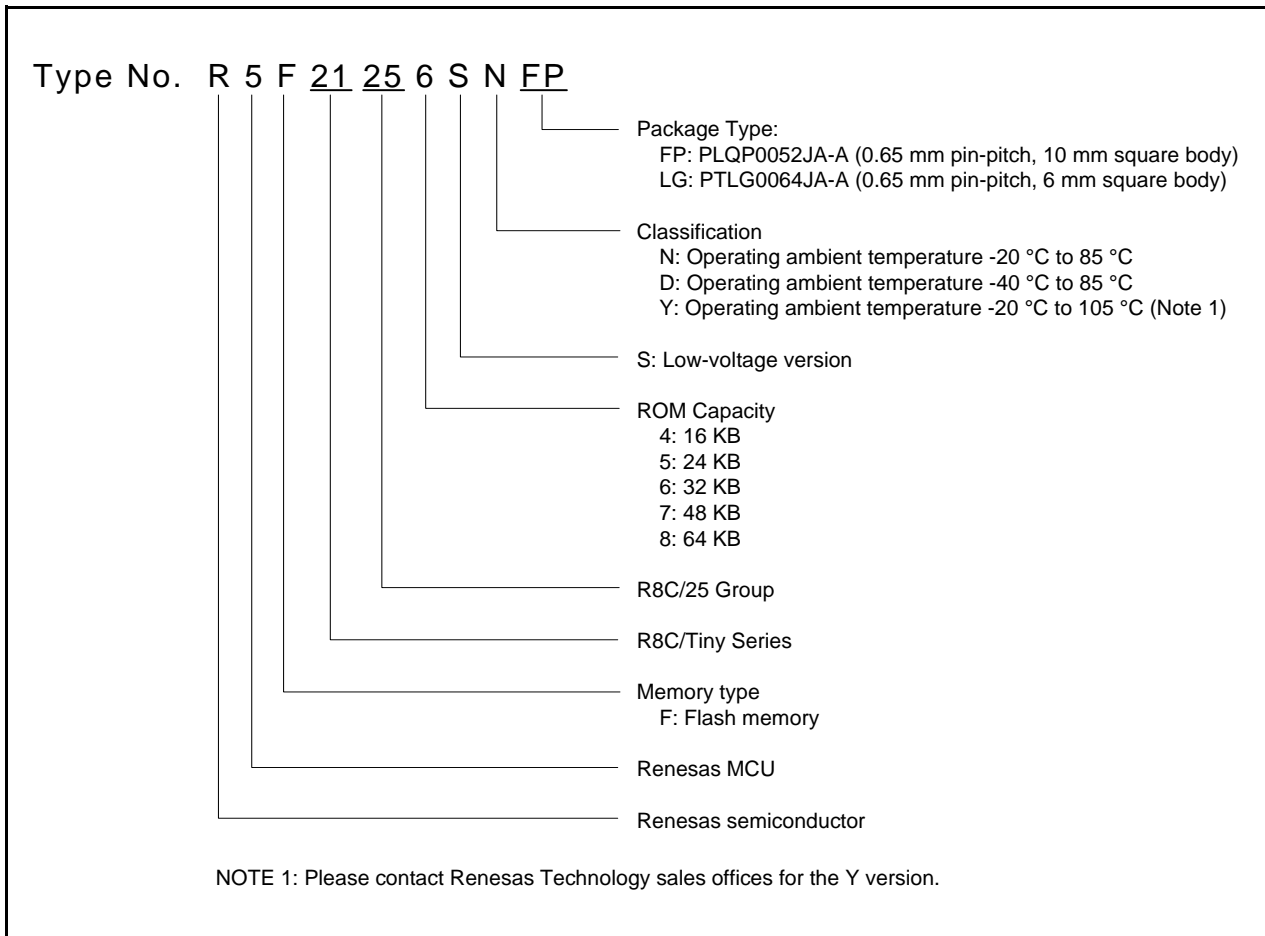 Type No. R 5 F 21 25 6 S N FP
Package Type:
FP: PLQP0052JA-A (0.65 mm pin-pitch, 10 mm square body)
LG: PTLG0064JA-A (0.65 mm pin-pitch, 6 mm square body)
Classification
N: Operating ambient temperature -20 °C to 85 °C
D: Operating ambient temperature -40 °C to 85 °C
Y: Operating ambient temperature -20 °C to 105 °C (Note 1)
S: Low-voltage version
ROM Capacity
4: 16 KB
5: 24 KB
6: 32 KB
7: 48 KB
8: 64 KB
R8C/25 Group
R8C/Tiny Series
Memory type
F: Flash memory
Renesas MCU
Renesas semiconductor
NOTE 1: Please contact Renesas Technology sales offices for the Y version.